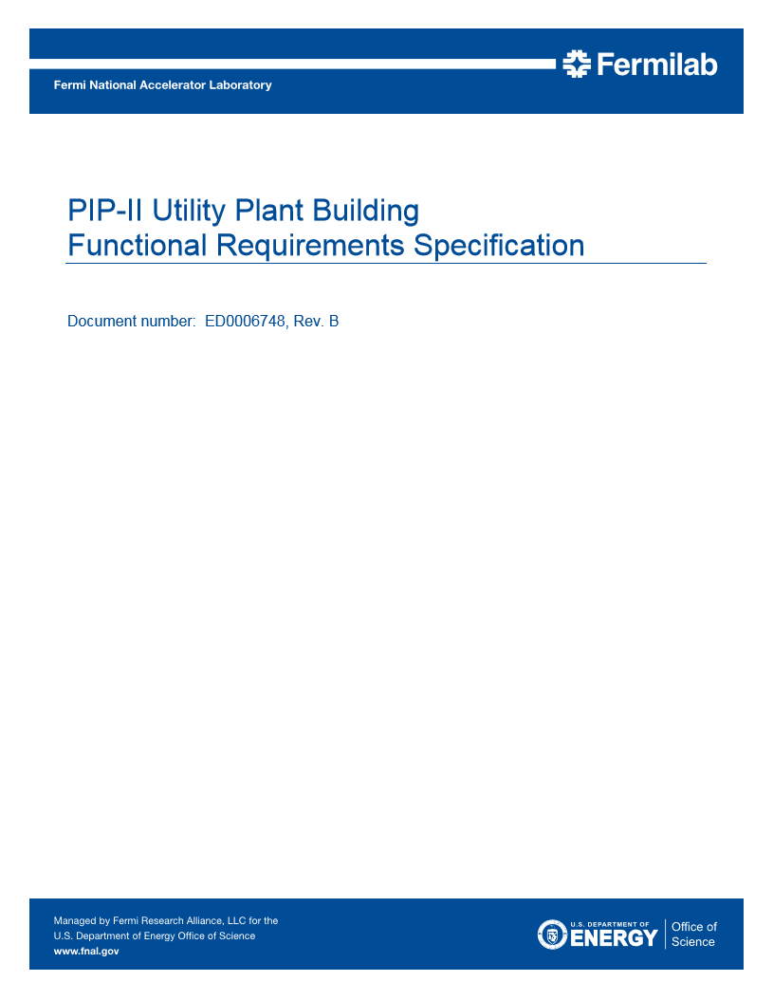 Fermilab
Fermi National Accelerator Laboratory
PIP-II Utility Plant Building
Functional Requirements Specification
Document number: ED0006748, Rev. B
Managed by Fermi Research Alliance, LLC for the
U.S. Department of Energy Office of Science
www.fnal.gov
U.S. DEPARTMENT OF
ENERGY
Office of
Science